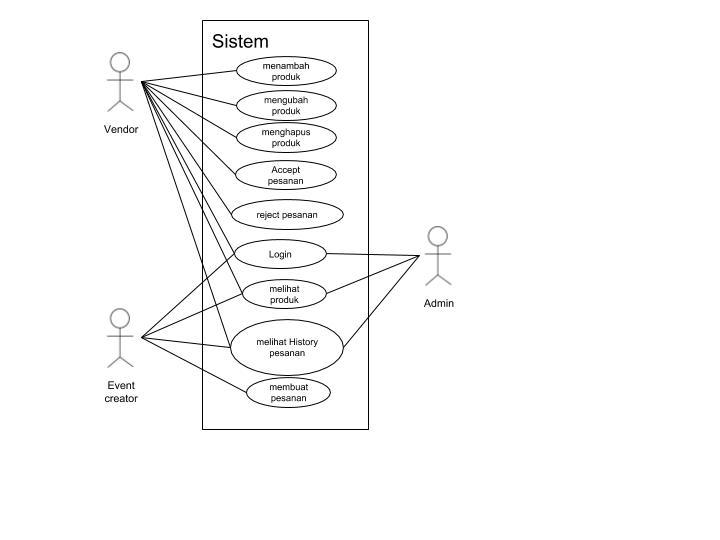 Sistem
menambah
produk
mengubah
produk
menghapus
produk
Accept
pesanan
reject pesanan
Login
melihat
produk
melihat History
pesanan
membuat
pesanan
Vendor
Event
creator
Admin